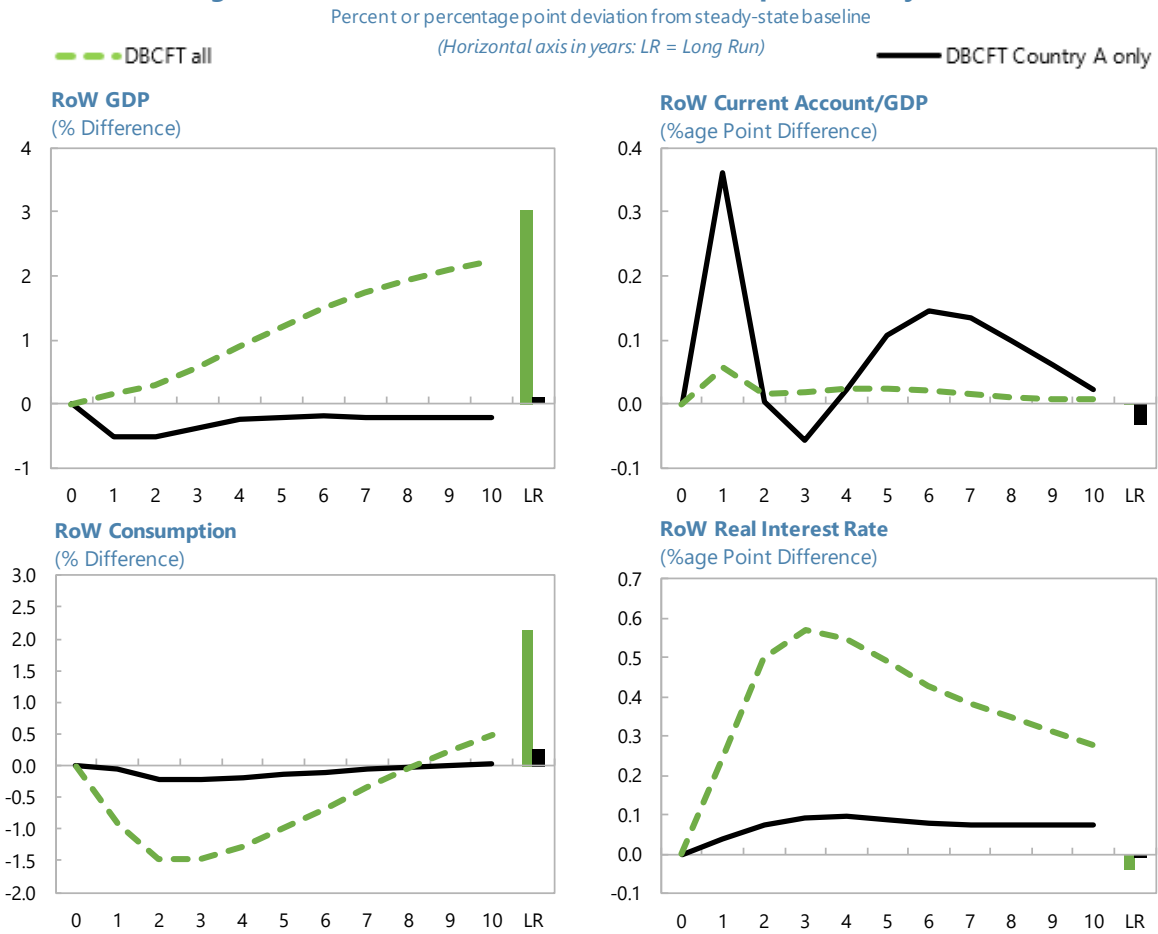 Percent or percentage point deviation from steady-state baseline
(Horizontal axis in years: LR = Long Run)
DBCFT all
DBCFT Country A only
RoW GDP
(% Difference)
4
3
2
1
0
-1
0 1 2 3 4 5 6 7 8 9 10 LR
RoW Current Account/GDP
(%age Point Difference)
0.4
0.3
0.2
0.1
0.0
-0.1
0 1 2 3 4 5 6 7 8 9 10 LR
RoW Consumption
(% Difference)
3.0
2.5
2.0
1.5
1.0
0.5
0.0
-0.5
-1.0
-1.5
-2.0
0 1 2 3 4 5 6 7 8 9 10 LR
RoW Real Interest Rate
(%age Point Difference)
0.7
0.6
0.5
0.4
0.3
0.2
0.1
0.0
-0.1
0 1 2 3 4 5 6 7 8 9 10 LR